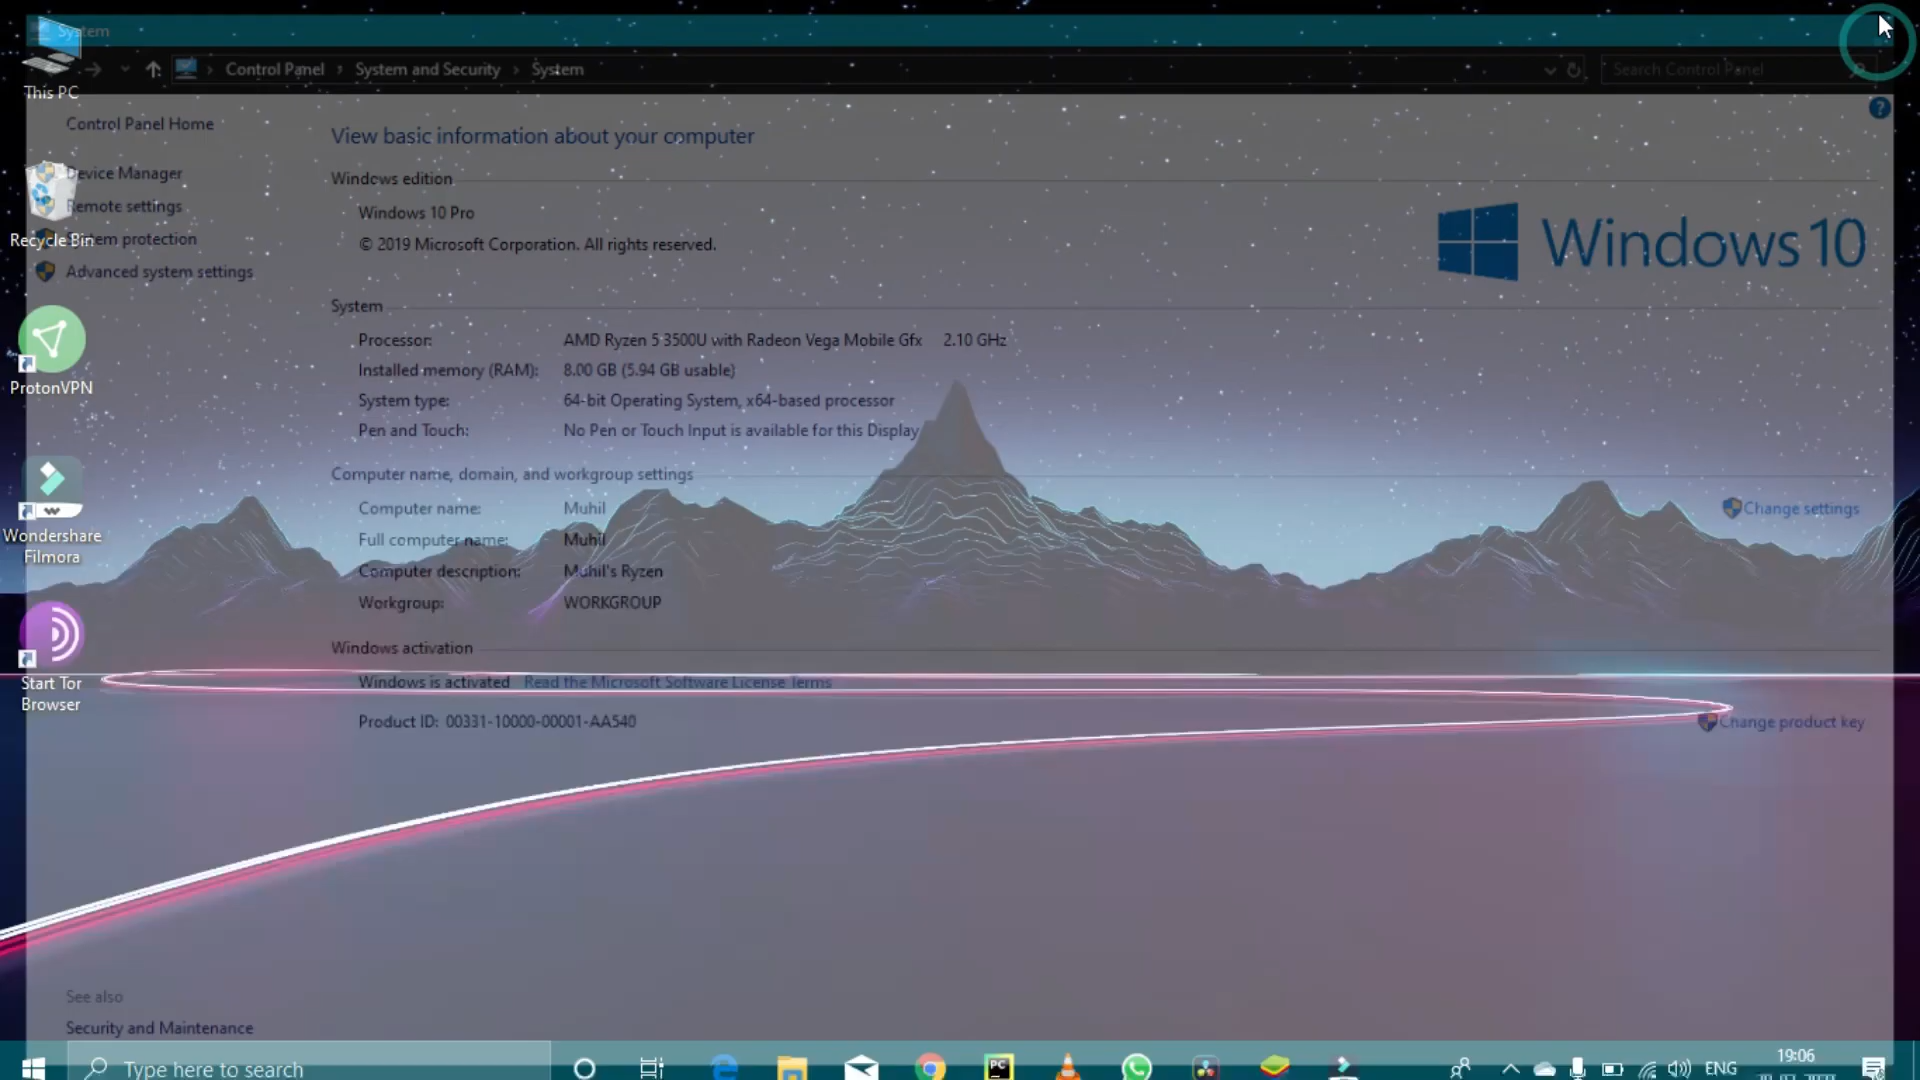 System
Control Panel › System and Security › System
Search Control Panel
This PC
Control Panel Home
Device Manager
Remote settings
System protection
Advanced system settings
Recycle Bin
ProtonVPN
Wondershare
Filmora
Start Tor
Browser
View basic information about your computer
Windows edition
Windows 10 Pro
© 2019 Microsoft Corporation. All rights reserved.
Windows 10
System
Processor: AMD Ryzen 5 3500U with Radeon Vega Mobile Gfx 2.10 GHz
Installed memory (RAM): 8.00 GB (5.94 GB usable)
System type: 64-bit Operating System, x64-based processor
Pen and Touch: No Pen or Touch Input is available for this Display
Computer name, domain, and workgroup settings
Computer name: Muhil
Change settings
Full computer name: Muhil
Computer description: Muhil's Ryzen
Workgroup: WORKGROUP
Windows activation
Windows is activated Read the Microsoft Software License Terms
Product ID: 00331-10000-00001-AA540
Change product key
See also
Security and Maintenance
Type here to search
PC
ENG
19:06